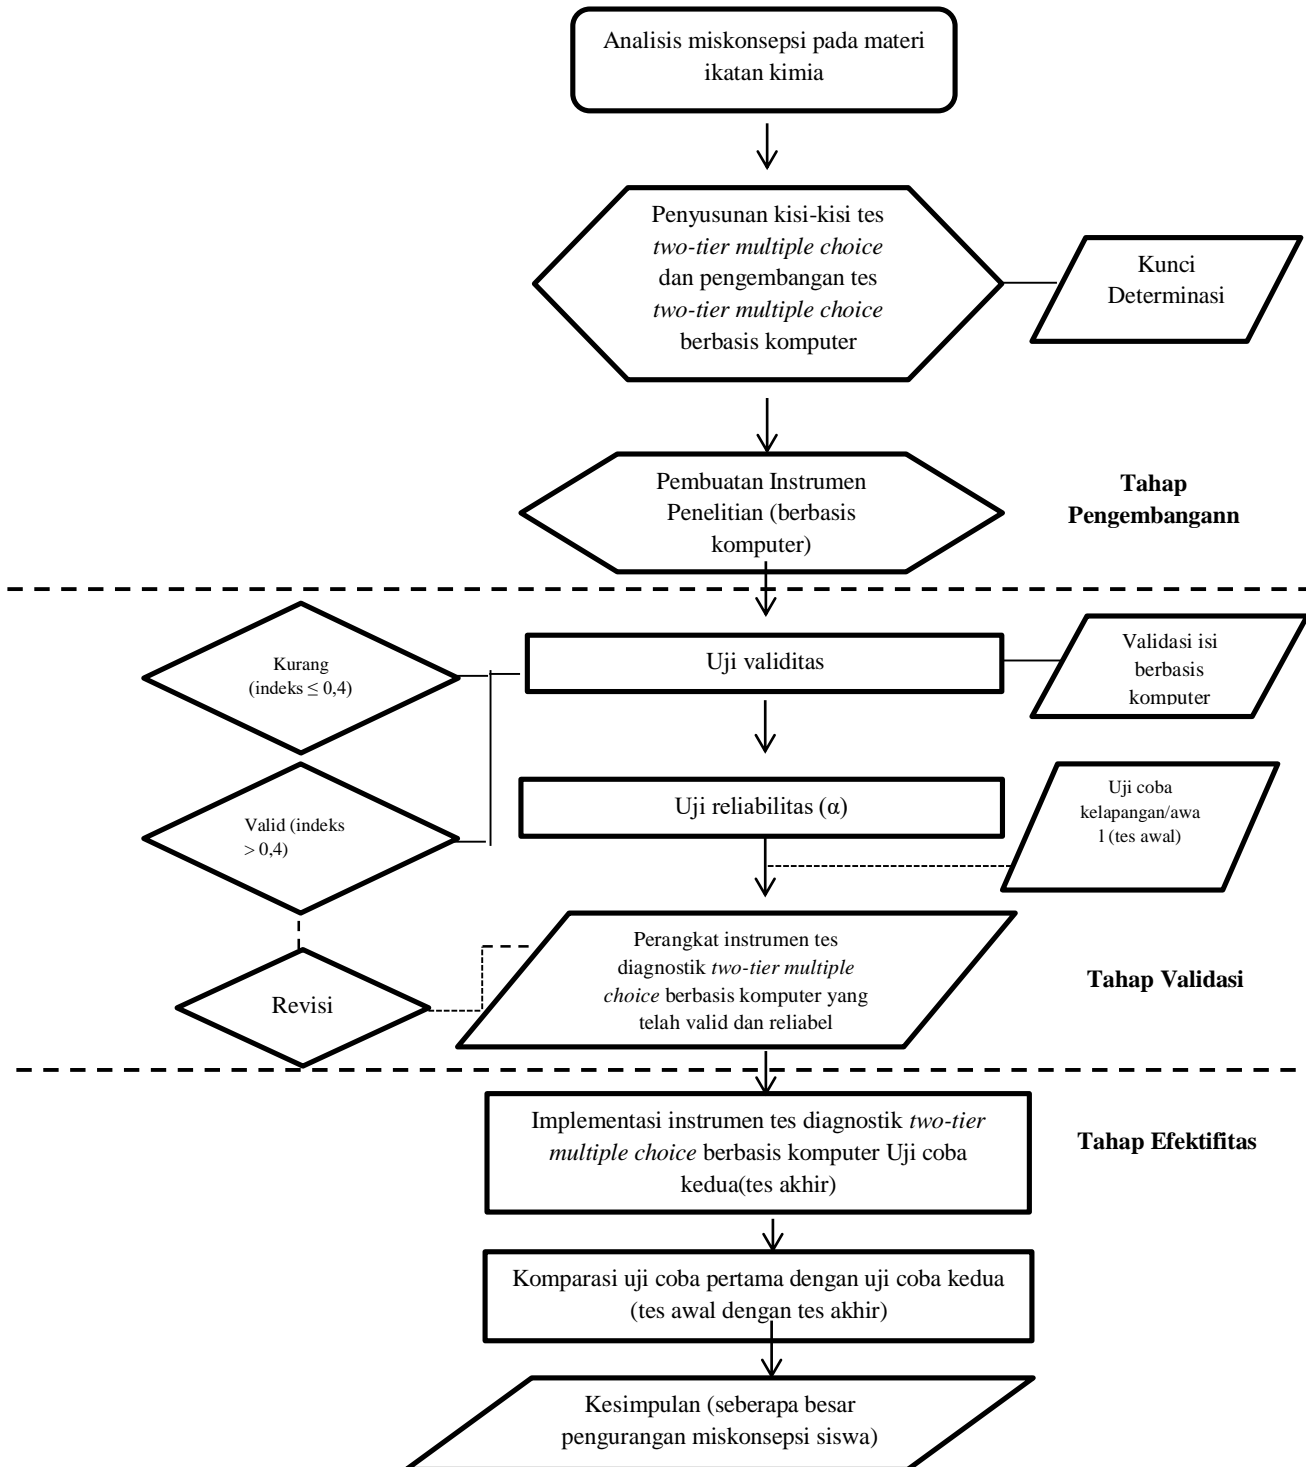 Analisis miskonsepsi pada materi
ikatan kimia
Penyusunan kisi-kisi tes
two-tier multiple choice
dan pengembangan tes
two-tier multiple choice
berbasis komputer
Kunci
Determinasi
Pembuatan Instrumen
Penelitian (berbasis
komputer)
Tahap
Pengembangann
Kurang
(indeks ≤ 0,4)
Uji validitas
Validasi isi
berbasis
komputer
Valid (indeks
> 0,4)
Uji reliabilitas (α)
Uji coba
kelapangan/awa
l (tes awal)
Revisi
Perangkat instrumen tes
diagnostik two-tier multiple
choice berbasis komputer yang
telah valid dan reliabel
Tahap Validasi
Implementasi instrumen tes diagnostik two-tier
multiple choice berbasis komputer Uji coba
kedua(tes akhir)
Tahap Efektifitas
Komparasi uji coba pertama dengan uji coba kedua
(tes awal dengan tes akhir)
Kesimpulan (seberapa besar
pengurangan miskonsepsi siswa)